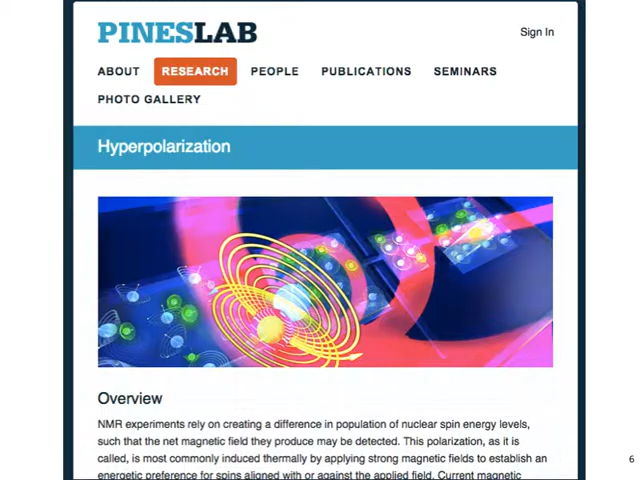 PINESLAB
Sign In
ABOUT RESEARCH PEOPLE PUBLICATIONS SEMINARS
PHOTO GALLERY
Hyperpolarization
Overview
NMR experiments rely on creating a difference in population of nuclear spin energy levels,
such that the net magnetic field they produce may be detected. This polarization, as it is
called, is most commonly induced thermally by applying strong magnetic fields to establish an
energetic preference for spins aligned with or against the applied field. Current magnetic
6